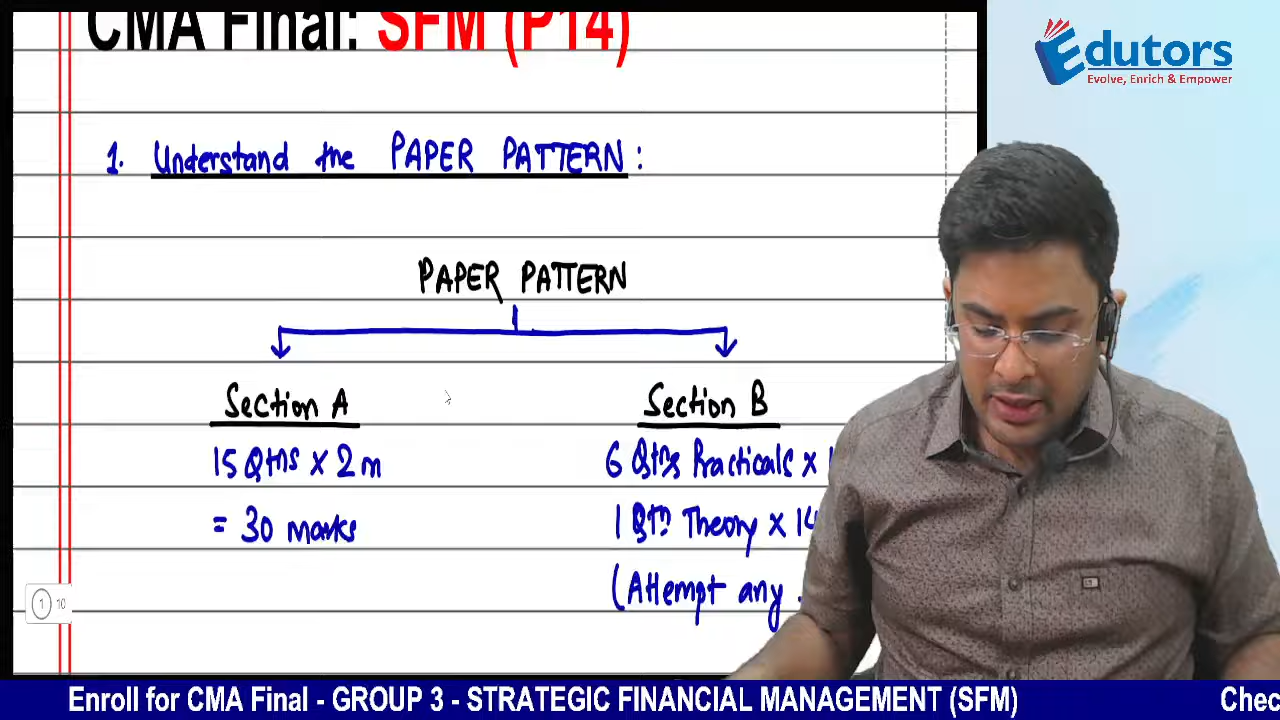 CMA Final: SFM (P14)
Edutors
Evolve, Enrich & Empower
1. Understand the PAPER PATTERN:
PAPER PATTERN
Section A
15 Qtns x 2 m
= 30 marks
Section B
6 Qtns Practicals x
1 Qtn Theory x 14
(Attempt any
1 10
Enroll for CMA Final - GROUP 3 - STRATEGIC FINANCIAL MANAGEMENT (SFM)
Chec